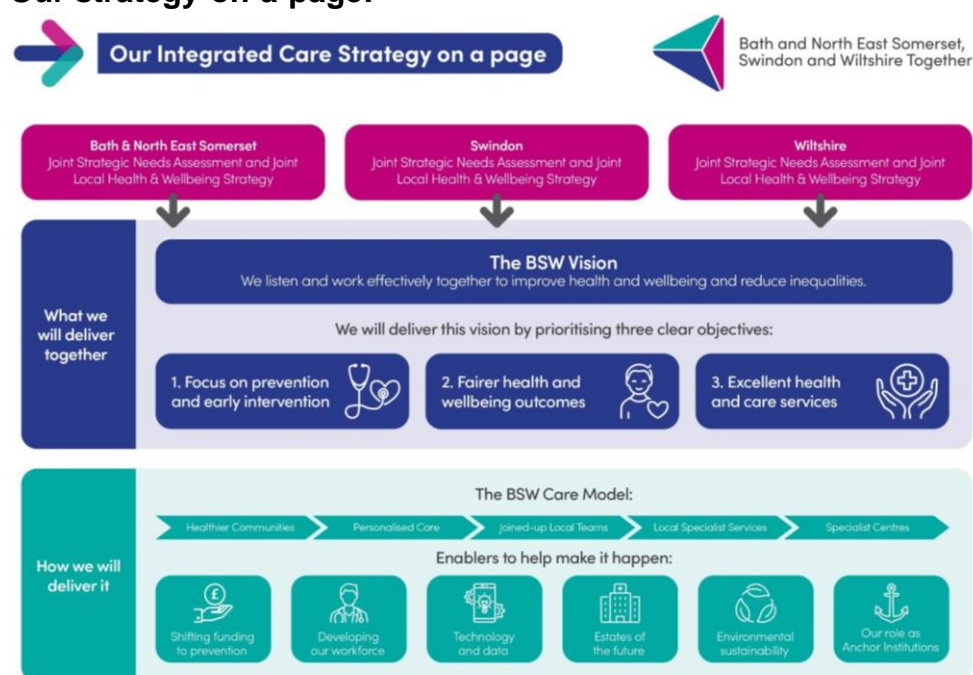 Our strategy on a page:
Our Integrated Care Strategy on a page
Bath and North East Somerset,
Swindon and Wiltshire Together
Bath & North East Somerset
Joint Strategic Needs Assessment and Joint
Local Health & Wellbeing Strategy
Swindon
Joint Strategic Needs Assessment and Joint
Local Health & Wellbeing Strategy
Wiltshire
Joint Strategic Needs Assessment and Joint
Local Health & Wellbeing Strategy
What we
will deliver
together
The BSW Vision
We listen and work effectively together to improve health and wellbeing and reduce inequalities.
We will deliver this vision by prioritising three clear objectives:
1. Focus on prevention
and early intervention
2. Fairer health and
wellbeing outcomes
3. Excellent health
and care services
How we will
deliver it
The BSW Care Model:
Healthier Communities
Personalised Care
Joined-up Local Teams
Local Specialist Services
Specialist Centres
Enablers to help make it happen:
£
Shifting funding
to prevention
Developing
our workforce
Technology
and data
Estates of
the future
Environmental
sustainability
Our role as
Anchor Institutions